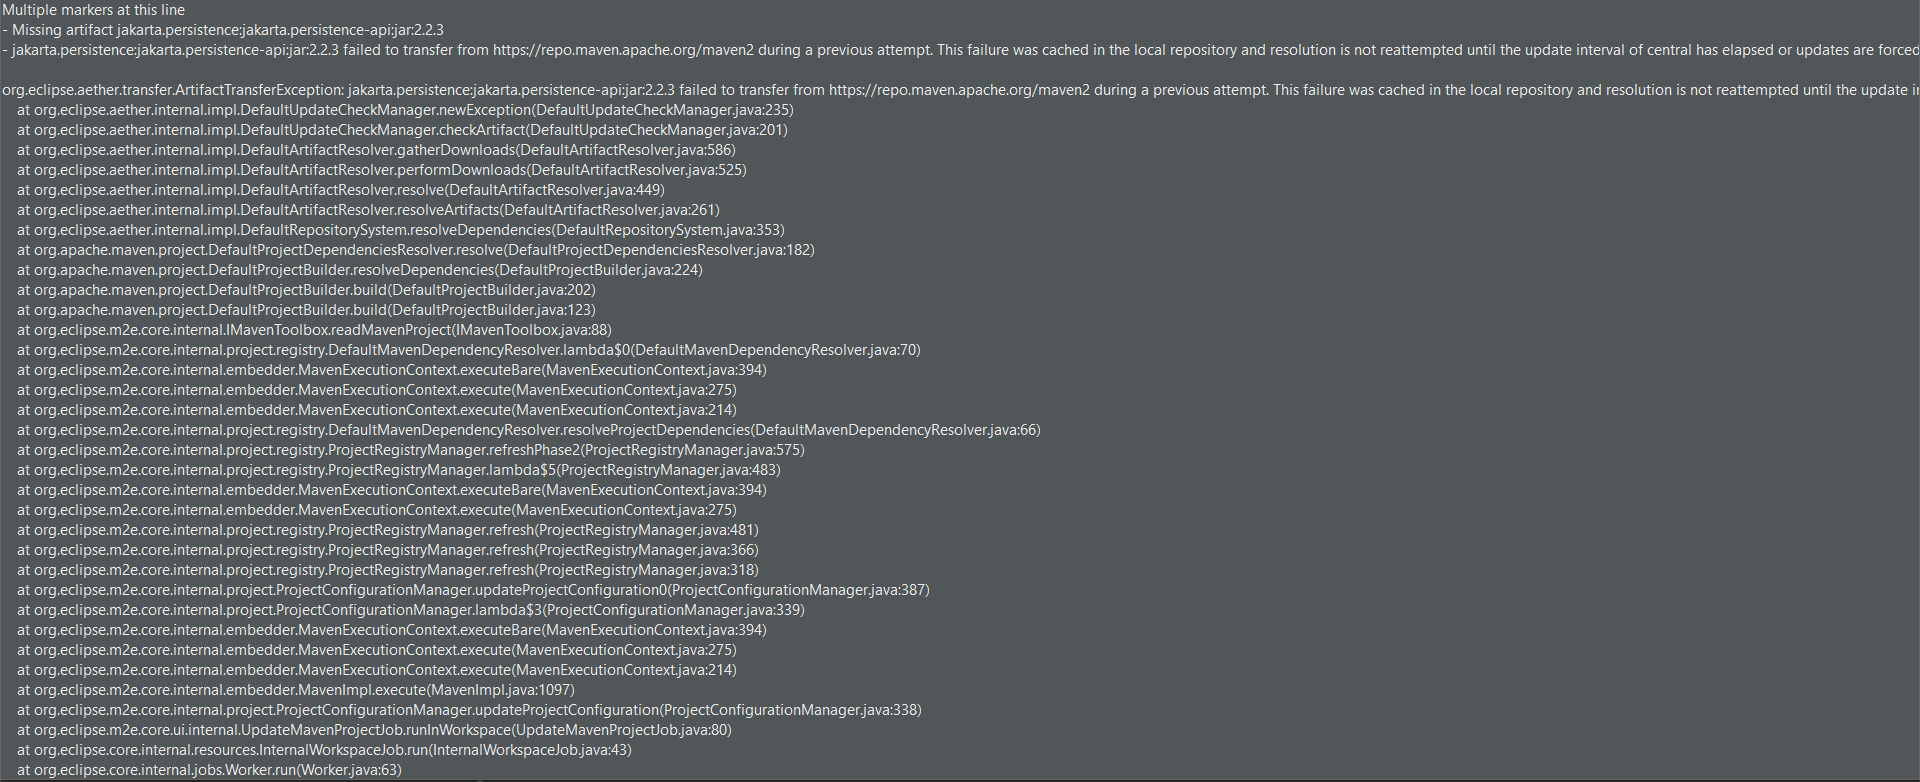 Multiple markers at this line
- Missing artifact jakarta.persistence:jakarta.persistence-api:jar:2.2.3
- jakarta.persistence:jakarta.persistence-api:jar:2.2.3 failed to transfer from https://repo.maven.apache.org/maven2 during a previous attempt. This failure was cached in the local repository and resolution is not reattempted until the update interval of central has elapsed or updates are forced
org.eclipse.aether.transfer.ArtifactTransferException: jakarta.persistence:jakarta.persistence-api:jar:2.2.3 failed to transfer from https://repo.maven.apache.org/maven2 during a previous attempt. This failure was cached in the local repository and resolution is not reattempted until the update
at org.eclipse.aether.internal.impl.DefaultUpdateCheckManager.newException(DefaultUpdateCheckManager.java:235)
at org.eclipse.aether.internal.impl.DefaultUpdateCheckManager.checkArtifact(DefaultUpdateCheckManager.java:201)
at org.eclipse.aether.internal.impl.DefaultArtifactResolver.gatherDownloads(DefaultArtifactResolver.java:586)
at org.eclipse.aether.internal.impl.DefaultArtifactResolver.performDownloads(DefaultArtifactResolver.java:525)
at org.eclipse.aether.internal.impl.DefaultArtifactResolver.resolve(DefaultArtifactResolver.java:449)
at org.eclipse.aether.internal.impl.DefaultArtifactResolver.resolveArtifacts(DefaultArtifactResolver.java:261)
at org.eclipse.aether.internal.impl.DefaultRepositorySystem.resolveDependencies(DefaultRepositorySystem.java:353)
at org.apache.maven.project.DefaultProjectDependenciesResolver.resolve(DefaultProjectDependenciesResolver.java:182)
at org.apache.maven.project.DefaultProjectBuilder.resolveDependencies(DefaultProjectBuilder.java:224)
at org.apache.maven.project.DefaultProjectBuilder.build(DefaultProjectBuilder.java:202)
at org.apache.maven.project.DefaultProjectBuilder.build(DefaultProjectBuilder.java:123)
at org.eclipse.m2e.core.internal.IMavenToolbox.readMavenProject(IMavenToolbox.java:88)
at org.eclipse.m2e.core.internal.project.registry.DefaultMavenDependencyResolver.lambda$0(DefaultMavenDependencyResolver.java:70)
at org.eclipse.m2e.core.internal.embedder.MavenExecutionContext.executeBare(MavenExecutionContext.java:394)
at org.eclipse.m2e.core.internal.embedder.MavenExecutionContext.execute(MavenExecutionContext.java:275)
at org.eclipse.m2e.core.internal.embedder.MavenExecutionContext.execute(MavenExecutionContext.java:214)
at org.eclipse.m2e.core.internal.project.registry.DefaultMavenDependencyResolver.resolveProjectDependencies(DefaultMavenDependencyResolver.java:66)
at org.eclipse.m2e.core.internal.project.registry.ProjectRegistryManager.refreshPhase2(ProjectRegistryManager.java:575)
at org.eclipse.m2e.core.internal.project.registry.ProjectRegistryManager.lambda$5(ProjectRegistryManager.java:483)
at org.eclipse.m2e.core.internal.embedder.MavenExecutionContext.executeBare(MavenExecutionContext.java:394)
at org.eclipse.m2e.core.internal.embedder.MavenExecutionContext.execute(MavenExecutionContext.java:275)
at org.eclipse.m2e.core.internal.project.registry.ProjectRegistryManager.refresh(ProjectRegistryManager.java:481)
at org.eclipse.m2e.core.internal.project.registry.ProjectRegistryManager.refresh(ProjectRegistryManager.java:366)
at org.eclipse.m2e.core.internal.project.registry.ProjectRegistryManager.refresh(ProjectRegistryManager.java:318)
at org.eclipse.m2e.core.internal.project.ProjectConfigurationManager.updateProjectConfiguration0(ProjectConfigurationManager.java:387)
at org.eclipse.m2e.core.internal.project.ProjectConfigurationManager.lambda$3(ProjectConfigurationManager.java:339)
at org.eclipse.m2e.core.internal.embedder.MavenExecutionContext.executeBare(MavenExecutionContext.java:394)
at org.eclipse.m2e.core.internal.embedder.MavenExecutionContext.execute(MavenExecutionContext.java:275)
at org.eclipse.m2e.core.internal.embedder.MavenExecutionContext.execute(MavenExecutionContext.java:214)
at org.eclipse.m2e.core.internal.embedder.MavenImpl.execute(MavenImpl.java:1097)
at org.eclipse.m2e.core.internal.project.ProjectConfigurationManager.updateProjectConfiguration(ProjectConfigurationManager.java:338)
at org.eclipse.m2e.core.ui.internal.UpdateMavenProjectJob.runInWorkspace(UpdateMavenProjectJob.java:80)
at org.eclipse.core.internal.resources.InternalWorkspaceJob.run(InternalWorkspaceJob.java:43)
at org.eclipse.core.internal.jobs.Worker.run(Worker.java:63)